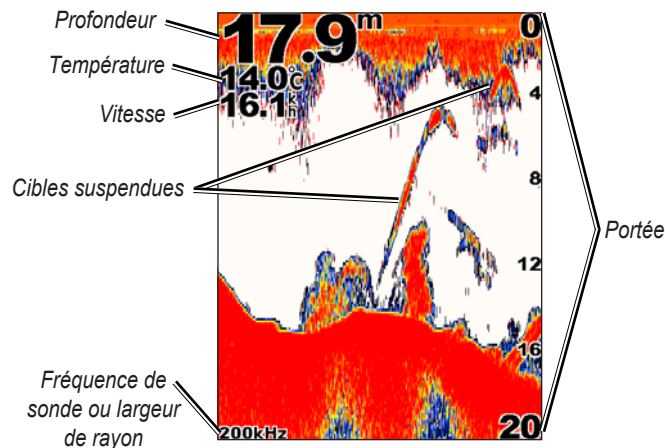 Profondeur
17.9m
0
Température
14.0°C
Vitesse
16.1kh
4
Cibles suspendues
8
Portée
12
16
Fréquence de
sonde ou largeur
de rayon
200kHz
20